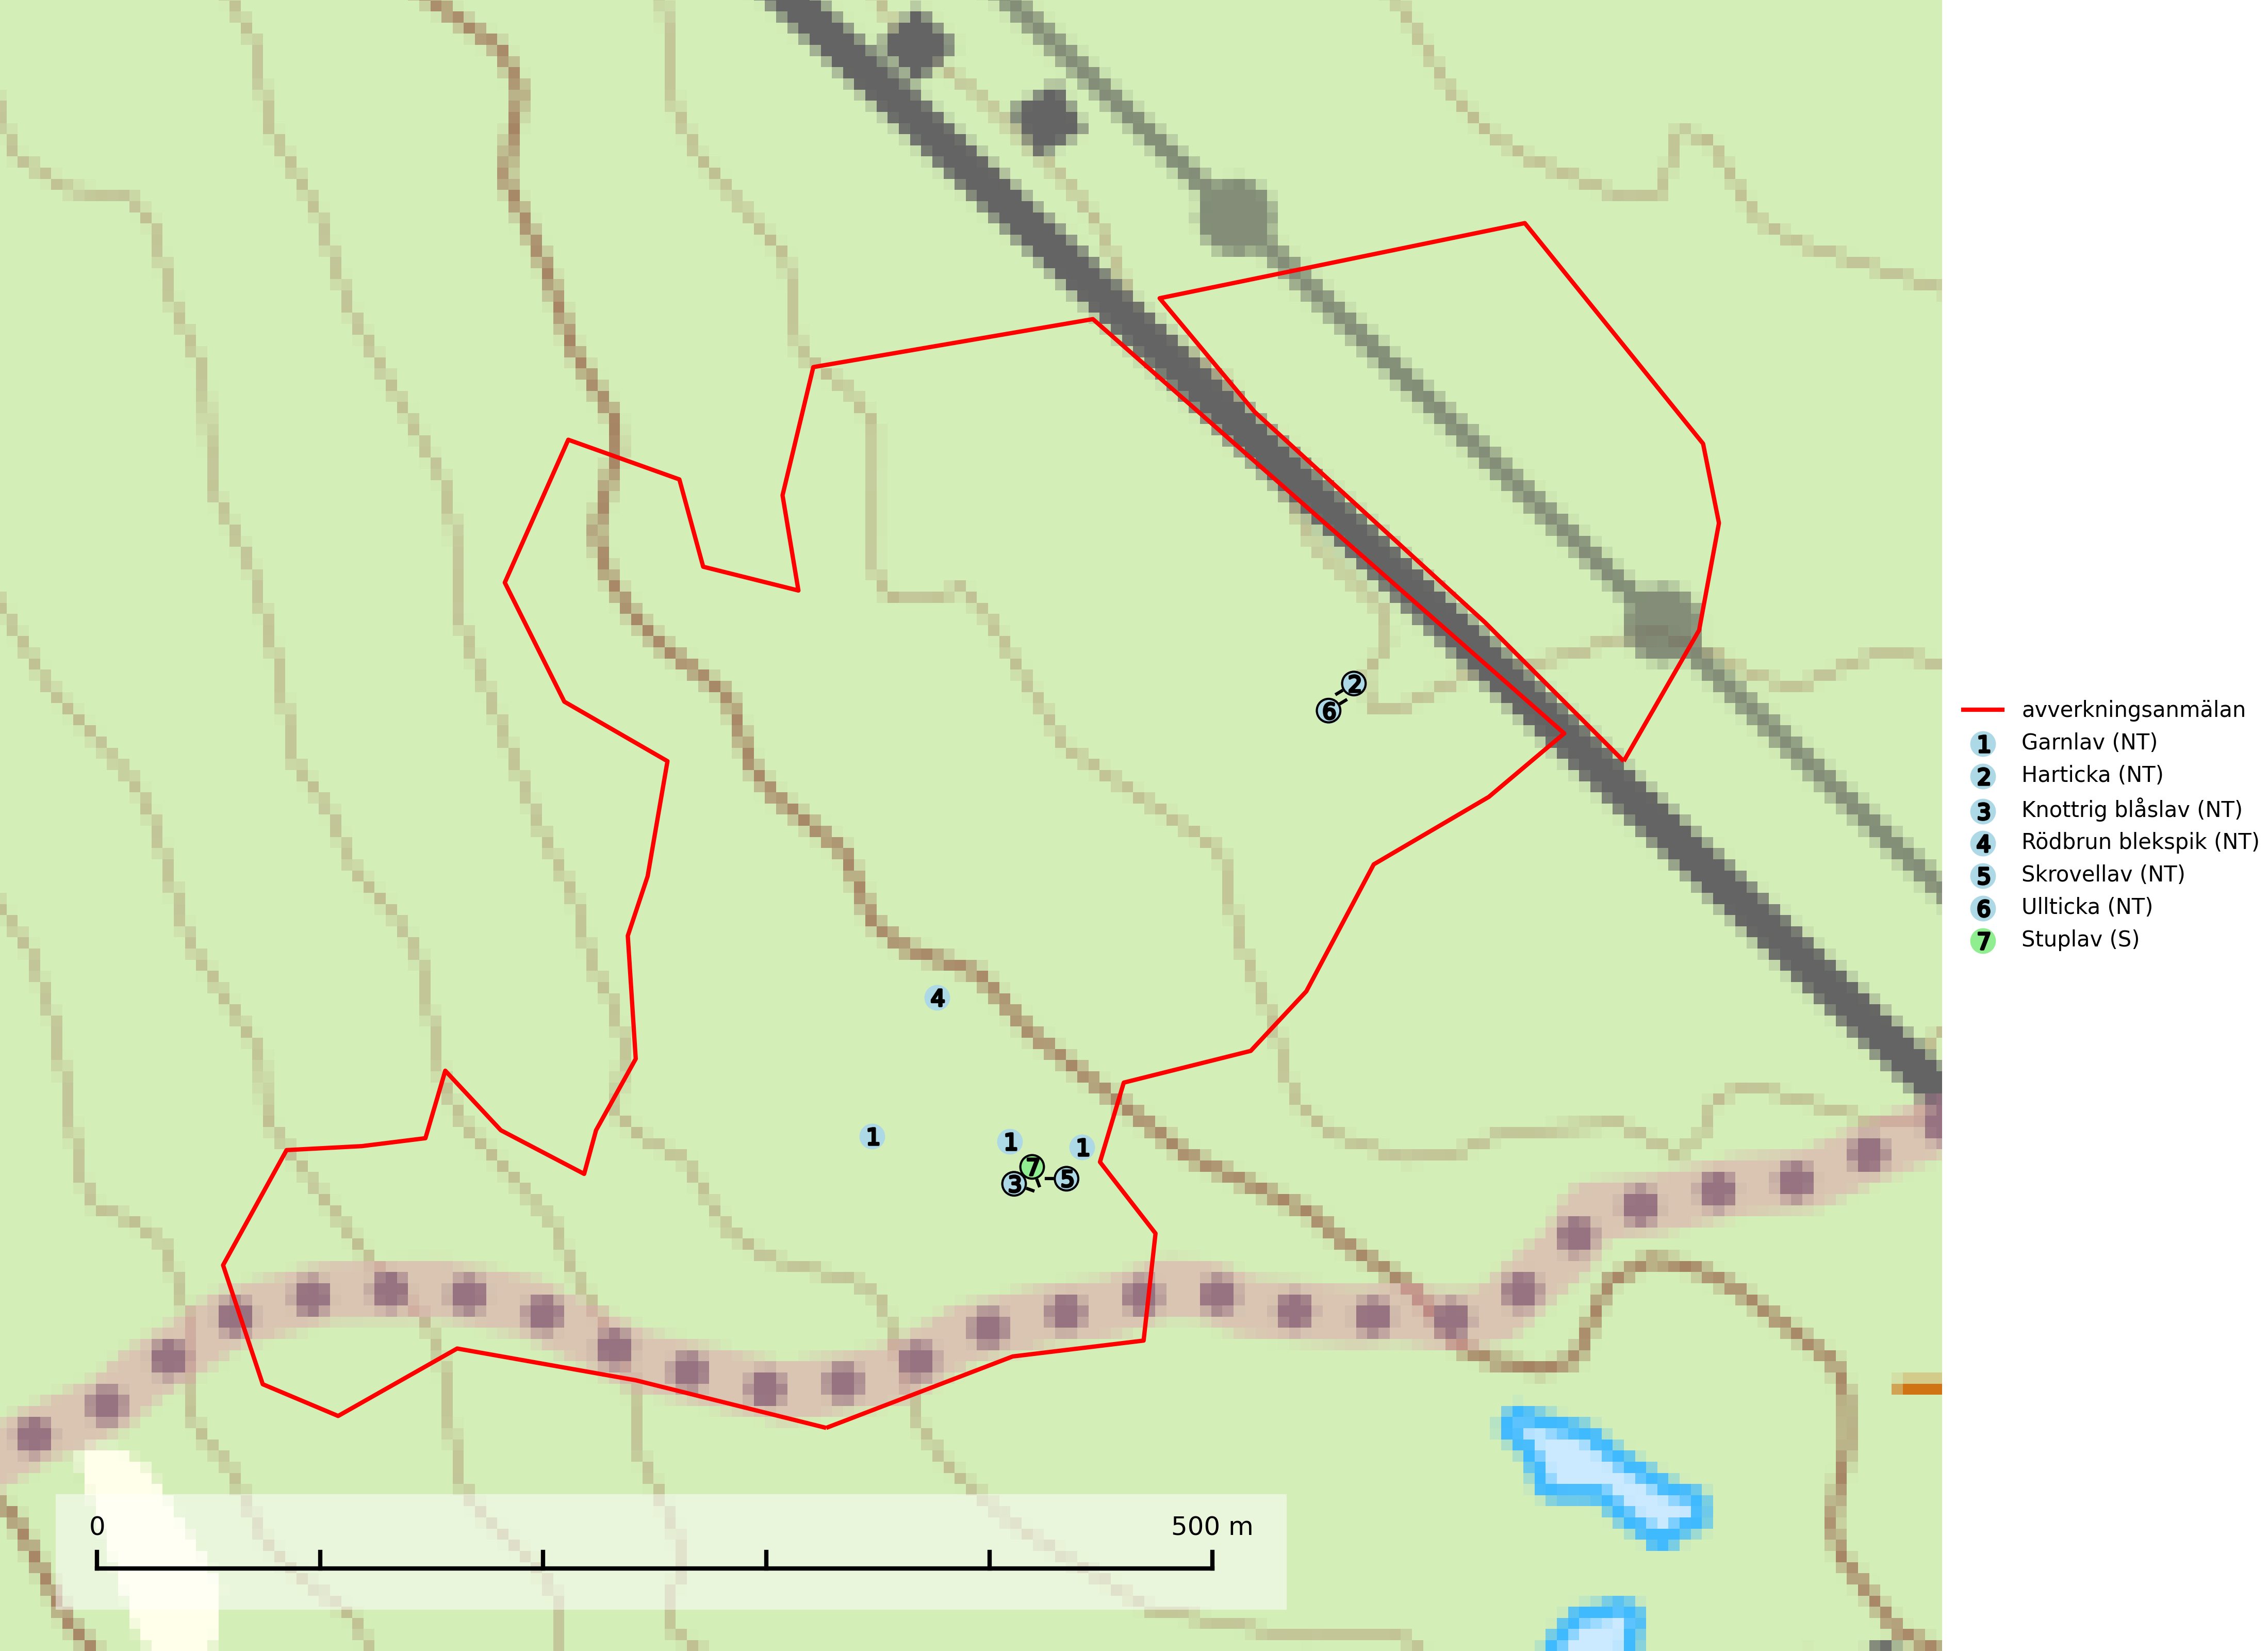 2
6
4
1
1
1
7
3
5
0
500 m
avverkningsanmälan
1 Garnlav (NT)
2 Harticka (NT)
3 Knottrig blåslav (NT)
4 Rödbrun blekspik (NT)
5 Skrovellav (NT)
6 Ullticka (NT)
7 Stuplav (S)